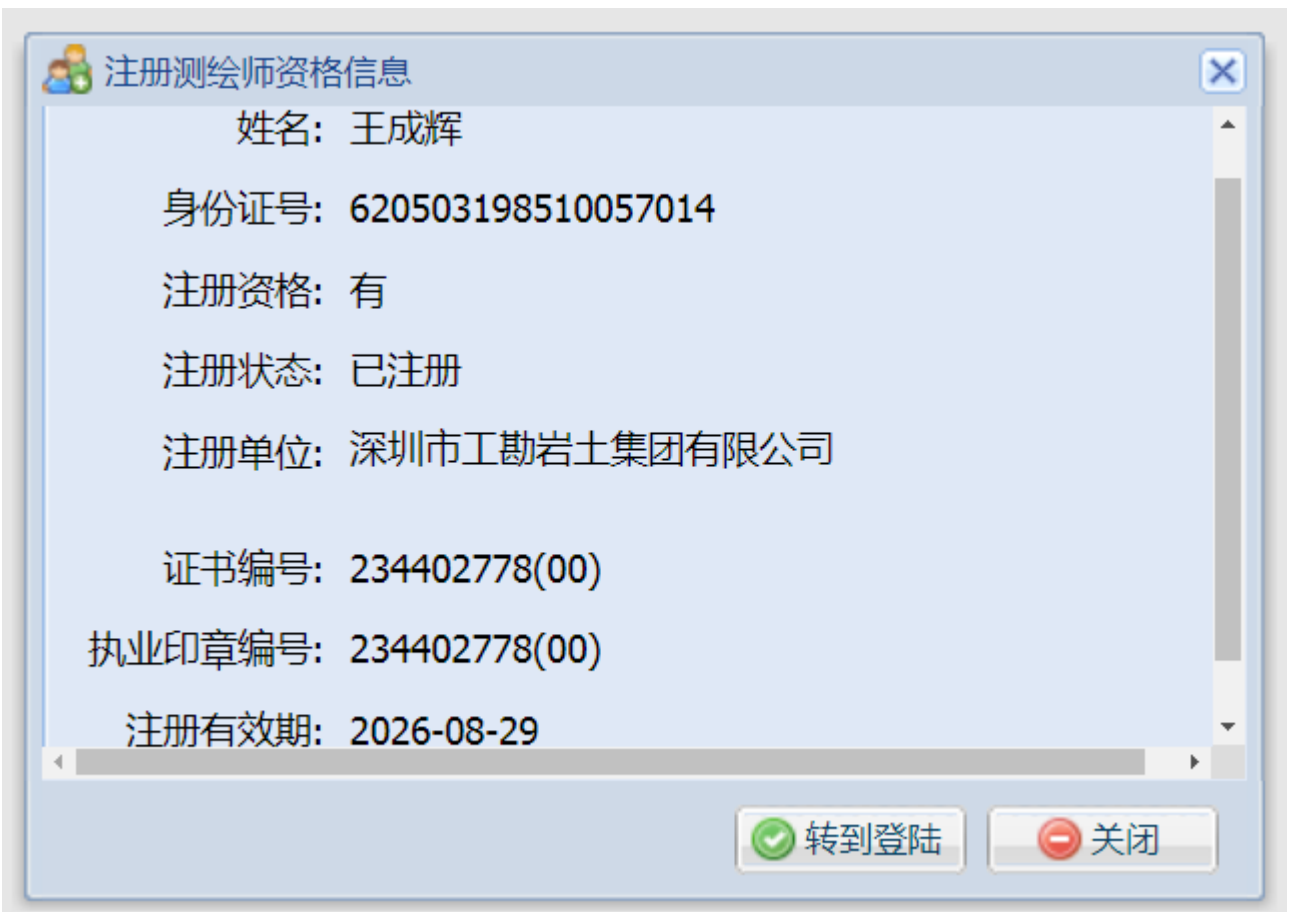 注册测绘师资格信息
姓名: 王成辉
身份证号: 620503198510057014
注册资格: 有
注册状态: 已注册
注册单位: 深圳市工勘岩土集团有限公司
证书编号: 234402778(00)
执业印章编号: 234402778(00)
注册有效期: 2026-08-29
转到登陆 关闭